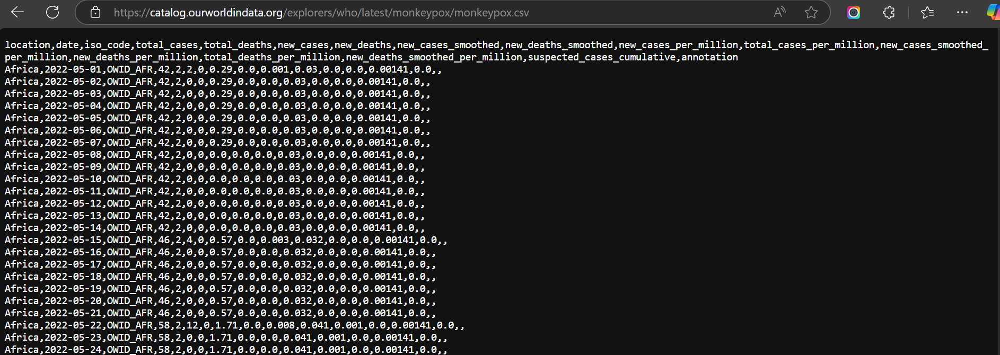 https://catalog.ourworldindata.org/explorers/who/latest/monkeypox/monkeypox.csv
location,date,iso_code,total_cases,total_deaths,new_cases,new_deaths,new_cases_smoothed,new_deaths_smoothed,new_cases_per_million,total_cases_per_million,new_cases_smoothed_
per_million,new_deaths_per_million,total_deaths_per_million,new_deaths_smoothed_per_million,suspected_cases_cumulative,annotation
Africa,2022-05-01,OWID_AFR,42,2,2,0,0.29,0.0,0.001,0.03,0.0,0.0,0.00141,0.0,,
Africa,2022-05-02,OWID_AFR,42,2,0,0,0.29,0.0,0.0,0.03,0.0,0.0,0.00141,0.0,,
Africa,2022-05-03,OWID_AFR,42,2,0,0,0.29,0.0,0.0,0.03,0.0,0.0,0.00141,0.0,,
Africa,2022-05-04,OWID_AFR,42,2,0,0,0.29,0.0,0.0,0.03,0.0,0.0,0.00141,0.0,,
Africa,2022-05-05,OWID_AFR,42,2,0,0,0.29,0.0,0.0,0.03,0.0,0.0,0.00141,0.0,,
Africa,2022-05-06,OWID_AFR,42,2,0,0,0.29,0.0,0.0,0.03,0.0,0.0,0.00141,0.0,,
Africa,2022-05-07,OWID_AFR,42,2,0,0,0.29,0.0,0.0,0.03,0.0,0.0,0.00141,0.0,,
Africa,2022-05-08,OWID_AFR,42,2,0,0,0.0,0.0,0.0,0.03,0.0,0.0,0.00141,0.0,,
Africa,2022-05-09,OWID_AFR,42,2,0,0,0.0,0.0,0.0,0.03,0.0,0.0,0.00141,0.0,,
Africa,2022-05-10,OWID_AFR,42,2,0,0,0.0,0.0,0.0,0.03,0.0,0.0,0.00141,0.0,,
Africa,2022-05-11,OWID_AFR,42,2,0,0,0.0,0.0,0.0,0.03,0.0,0.0,0.00141,0.0,,
Africa,2022-05-12,OWID_AFR,42,2,0,0,0.0,0.0,0.0,0.03,0.0,0.0,0.00141,0.0,,
Africa,2022-05-13,OWID_AFR,42,2,0,0,0.0,0.0,0.0,0.03,0.0,0.0,0.00141,0.0,,
Africa,2022-05-14,OWID_AFR,42,2,0,0,0.0,0.0,0.0,0.03,0.0,0.0,0.00141,0.0,,
Africa,2022-05-15,OWID_AFR,46,2,4,0,0.57,0.0,0.003,0.032,0.0,0.0,0.00141,0.0,,
Africa,2022-05-16,OWID_AFR,46,2,0,0,0.57,0.0,0.0,0.032,0.0,0.0,0.00141,0.0,,
Africa,2022-05-17,OWID_AFR,46,2,0,0,0.57,0.0,0.0,0.032,0.0,0.0,0.00141,0.0,,
Africa,2022-05-18,OWID_AFR,46,2,0,0,0.57,0.0,0.0,0.032,0.0,0.0,0.00141,0.0,,
Africa,2022-05-19,OWID_AFR,46,2,0,0,0.57,0.0,0.0,0.032,0.0,0.0,0.00141,0.0,,
Africa,2022-05-20,OWID_AFR,46,2,0,0,0.57,0.0,0.0,0.032,0.0,0.0,0.00141,0.0,,
Africa,2022-05-21,OWID_AFR,46,2,0,0,0.57,0.0,0.0,0.032,0.0,0.0,0.00141,0.0,,
Africa,2022-05-22,OWID_AFR,58,2,12,0,1.71,0.0,0.008,0.041,0.001,0.0,0.00141,0.0,,
Africa,2022-05-23,OWID_AFR,58,2,0,0,1.71,0.0,0.0,0.041,0.001,0.0,0.00141,0.0,,
Africa,2022-05-24,OWID_AFR,58,2,0,0,1.71,0.0,0.0,0.041,0.001,0.0,0.00141,0.0,,